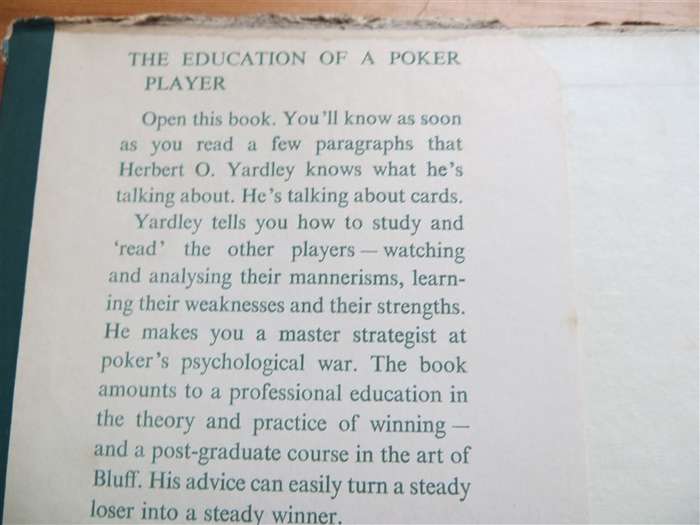 THE EDUCATION OF A POKER
PLAYER
Open this book. You'll know as soon
as you read a few paragraphs that
Herbert O. Yardley knows what he's
talking about. He's talking about cards.
Yardley tells you how to study and
‘read’ the other players — watching
and analysing their mannerisms, learn-
ing their weaknesses and their strengths.
He makes you a master strategist at
poker's psychological war. The book
amounts to a professional education in
the theory and practice of winning —
and a post-graduate course in the art of
Bluff. His advice can easily turn a steady
loser into a steady winner.